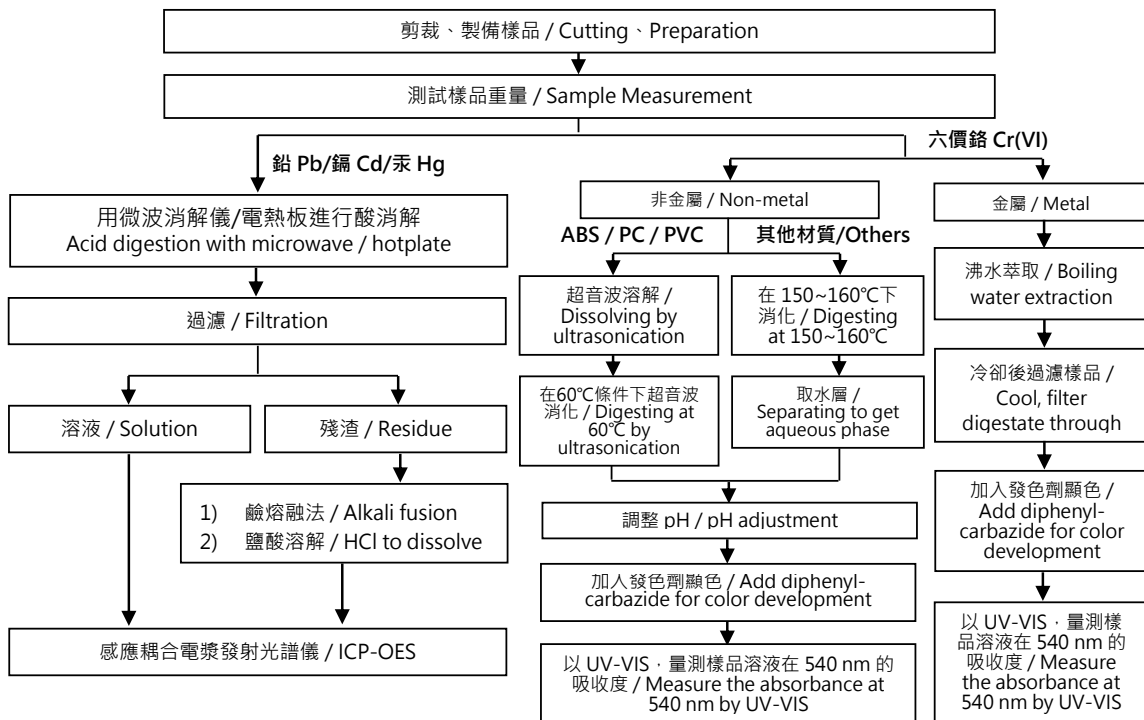 剪裁、製備樣品 / Cutting、Preparation
測試樣品重量 / Sample Measurement
六價鉻 Cr(VI)
鉛 Pb/鎘 Cd/汞 Hg
用微波消解儀/電熱板進行酸消解
Acid digestion with microwave / hotplate
過濾 / Filtration
溶液 / Solution
殘渣 / Residue
1) 鹼熔融法 / Alkali fusion
2) 鹽酸溶解 / HCl to dissolve
感應耦合電漿發射光譜儀 / ICP-OES
非金屬 / Non-metal
ABS / PC / PVC
其他材質/Others
超音波溶解 /
Dissolving by
ultrasonication
在 150~160℃下
消化 / Digesting
at 150~160℃
在60℃條件下超音波
消化 / Digesting at
60℃ by
ultrasonication
取水層 /
Separating to get
aqueous phase
調整 pH / pH adjustment
加入發色劑顯色 / Add diphenyl-
carbazide for color development
以 UV-VIS，量測樣品溶液在 540 nm 的
吸收度 / Measure the absorbance at
540 nm by UV-VIS
金屬 / Metal
沸水萃取 / Boiling
water extraction
冷卻後過濾樣品 /
Cool, filter
digestate through
加入發色劑顯色 /
Add diphenyl-
carbazide for color
development
以 UV-VIS，量測樣
品溶液在 540 nm 的
吸收度 / Measure
the absorbance at
540 nm by UV-VIS